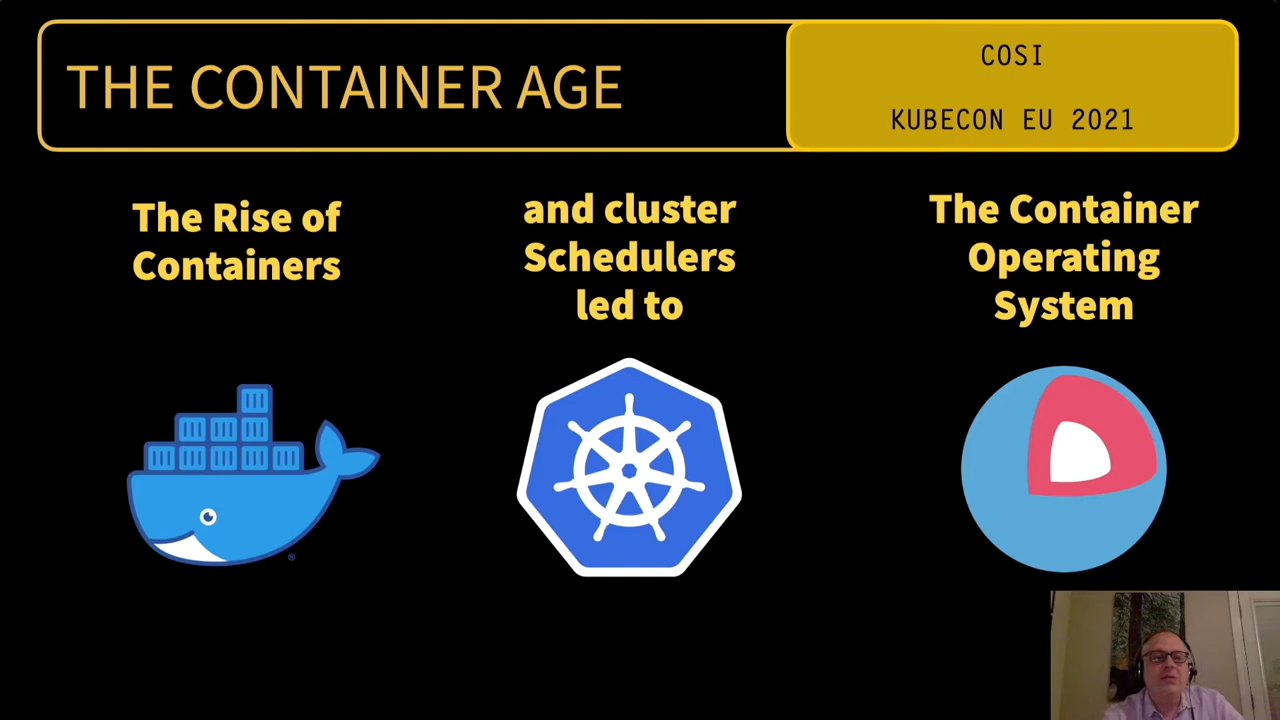 THE CONTAINER AGE
COSI
KUBECON EU 2021
The Rise of
Containers
and cluster
Schedulers
led to
The Container
Operating
System
®